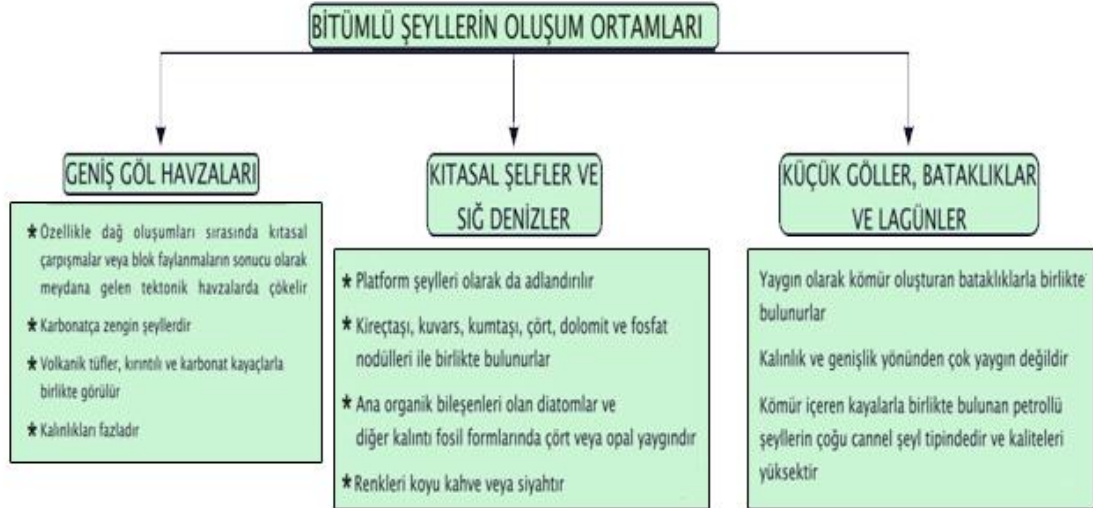 BİTÜMLÜ ŞEYLLERİN OLUŞUM ORTAMLARI
GENİŞ GÖL HAVZALARI
* Özellikle dağ oluşumları sırasında kıtasal
çarpışmalar veya blok faylanmaların sonucu olarak
meydana gelen tektonik havzalarda çökelir
* Karbonatça zengin şeyllerdir
* Volkanik tüfler, kırıntılı ve karbonat kayaçlarla
birlikte görülür
* Kalınlıkları fazladır
KITASAL ŞELFLER VE
SIĞ DENİZLER
* Platform şeylleri olarak da adlandırılır
* Kireçtaşı, kuvars, kumtaşı, çört, dolomit ve fosfat
nodülleri ile birlikte bulunurlar
* Ana organik bileşenleri olan diatomlar ve
diğer kalıntı fosil formlarında çört veya opal yaygındır
* Renkleri koyu kahve veya siyahtır
KÜÇÜK GÖLLER, BATAKLIKLAR
VE LAGÜNLER
Yaygın olarak kömür oluşturan bataklıklarla birlikte
bulunurlar
Kalınlık ve genişlik yönünden çok yaygın değildir
Kömür içeren kayalarla birlikte bulunan petrollü
şeyllerin çoğu cannel şeyl tipindedir ve kaliteleri
yüksektir